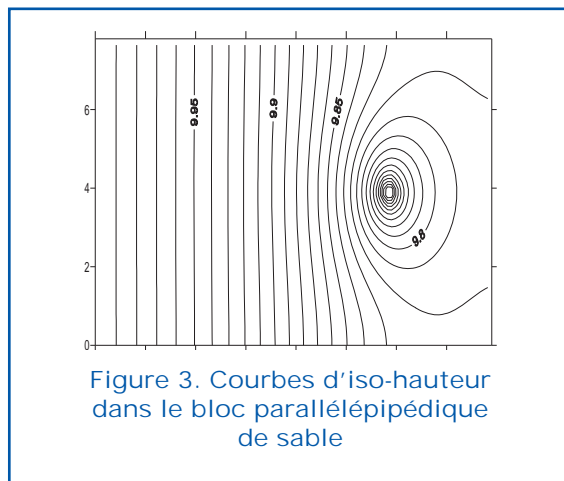 6
4
2
0
9.95
9.9
9.85
9.8
Figure 3. Courbes d'iso-hauteur
dans le bloc parallélépipédique
de sable